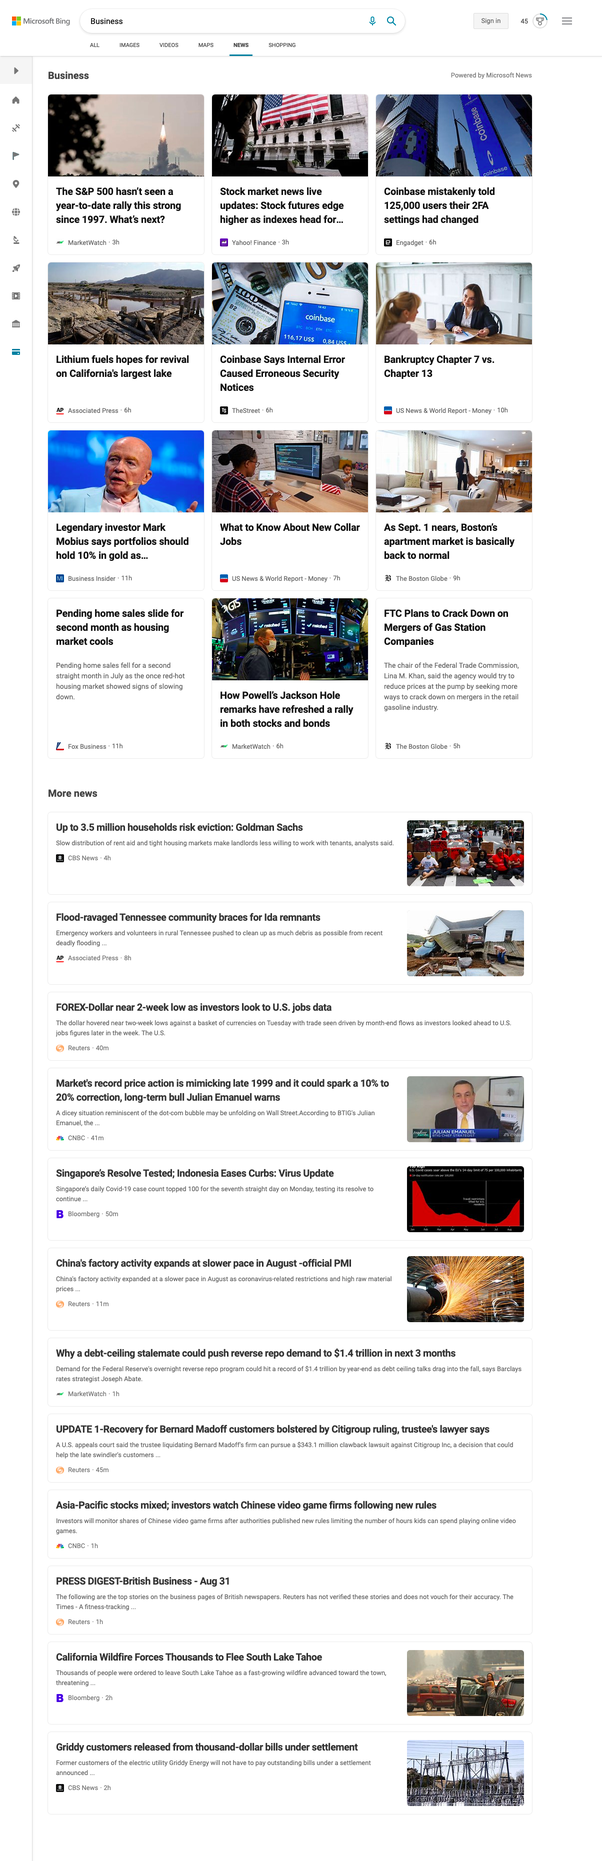 Microsoft Bing
Business
Sign in
45
ALL IMAGES VIDEOS MAPS NEWS SHOPPING
Business
Powered by Microsoft News
The S&P 500 hasn't seen a
year-to-date rally this strong
since 1997. What's next?
MarketWatch · 3h
Stock market news live
updates: Stock futures edge
higher as indexes head for...
Yahoo! Finance · 3h
coinbase
Coinbase mistakenly told
125,000 users their 2FA
settings had changed
Engadget · 6h
Lithium fuels hopes for revival
on California's largest lake
AP Associated Press · 6h
coinbase
116.17 US$ 0.84 US$
Coinbase Says Internal Error
Caused Erroneous Security
Notices
TheStreet · 6h
Bankruptcy Chapter 7 vs.
Chapter 13
US News & World Report - Money · 10h
Legendary investor Mark
Mobius says portfolios should
hold 10% in gold as...
Business Insider · 11h
What to Know About New Collar
Jobs
US News & World Report - Money · 7h
As Sept. 1 nears, Boston's
apartment market is basically
back to normal
The Boston Globe · 9h
Pending home sales slide for
second month as housing
market cools
Pending home sales fell for a second
straight month in July as the once red-hot
housing market showed signs of slowing
down.
Fox Business · 11h
How Powell's Jackson Hole
remarks have refreshed a rally
in both stocks and bonds
MarketWatch · 6h
FTC Plans to Crack Down on
Mergers of Gas Station
Companies
The chair of the Federal Trade Commission,
Lina M. Khan, said the agency would try to
reduce prices at the pump by seeking more
ways to crack down on mergers in the retail
gasoline industry.
The Boston Globe · 5h
More news
Up to 3.5 million households risk eviction: Goldman Sachs
Slow distribution of rent aid and tight housing markets make landlords less willing to work with tenants, analysts said.
CBS News · 4h
Flood-ravaged Tennessee community braces for Ida remnants
Emergency workers and volunteers in rural Tennessee pushed to clean up as much debris as possible from recent
deadly flooding ...
AP Associated Press · 8h
FOREX-Dollar near 2-week low as investors look to U.S. jobs data
The dollar hovered near two-week lows against a basket of currencies on Tuesday with trade seen driven by month-end flows as investors looked ahead to U.S.
jobs figures later in the week. The U.S.
Reuters · 40m
Market's record price action is mimicking late 1999 and it could spark a 10% to
20% correction, long-term bull Julian Emanuel warns
A dicey situation reminiscent of the dot-com bubble may be unfolding on Wall Street.According to BTIG's Julian
Emanuel, the ...
CNBC · 41m
JULIAN EMANUEL
Singapore's Resolve Tested; Indonesia Eases Curbs: Virus Update
Singapore's daily Covid-19 case count topped 100 for the seventh straight day on Monday, testing its resolve to
continue ...
B Bloomberg · 50m
China's factory activity expands at slower pace in August -official PMI
China's factory activity expanded at a slower pace in August as coronavirus-related restrictions and high raw material
prices ...
Reuters · 11m
Why a debt-ceiling stalemate could push reverse repo demand to $1.4 trillion in next 3 months
Demand for the Federal Reserve's overnight reverse repo program could hit a record of $1.4 trillion by year-end as debt ceiling talks drag into the fall, says Barclays
rates strategist Joseph Abate.
MarketWatch · 1h
UPDATE 1-Recovery for Bernard Madoff customers bolstered by Citigroup ruling, trustee's lawyer says
A U.S. appeals court said the trustee liquidating Bernard Madoff's firm can pursue a $343.1 million clawback lawsuit against Citigroup Inc, a decision that could
help the late swindler's customers ...
Reuters · 45m
Asia-Pacific stocks mixed; investors watch Chinese video game firms following new rules
Investors will monitor shares of Chinese video game firms after authorities published new rules limiting the number of hours kids can spend playing online video
games.
CNBC · 1h
PRESS DIGEST-British Business - Aug 31
The following are the top stories on the business pages of British newspapers. Reuters has not verified these stories and does not vouch for their accuracy. The
Times - A fitness-tracking ...
Reuters · 1h
California Wildfire Forces Thousands to Flee South Lake Tahoe
Thousands of people were ordered to leave South Lake Tahoe as a fast-growing wildfire advanced toward the town,
threatening ...
B Bloomberg · 2h
Griddy customers released from thousand-dollar bills under settlement
Former customers of the electric utility Griddy Energy will not have to pay outstanding bills under a settlement
announced ...
CBS News · 2h